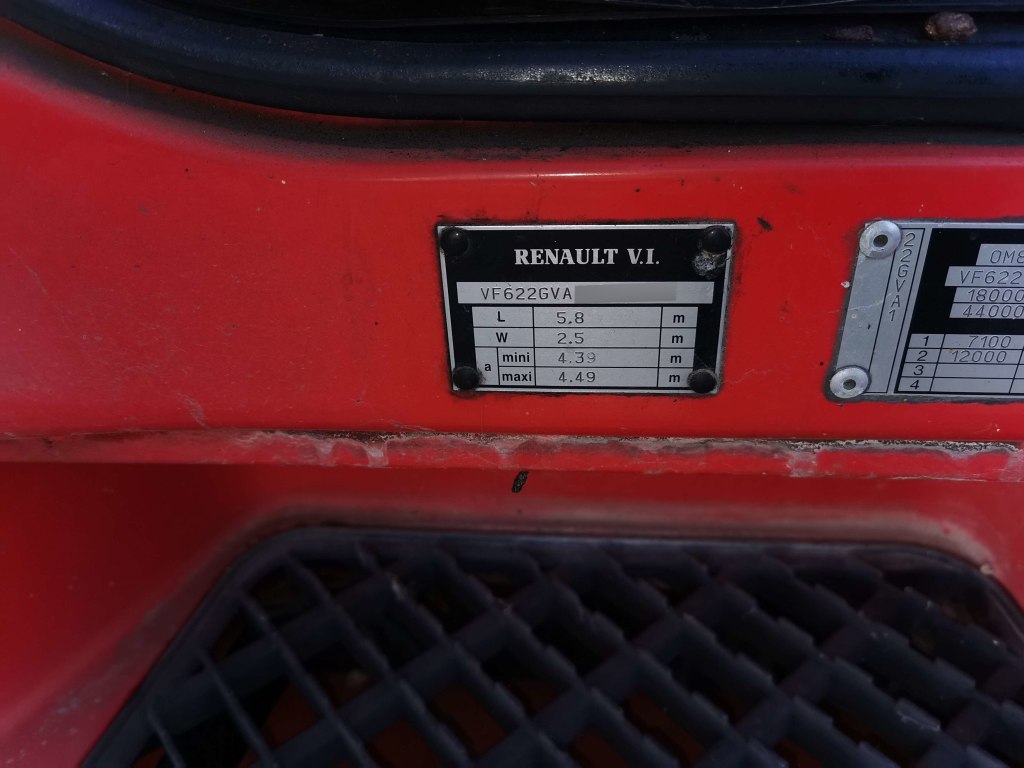 RENAULT V.I.
VF622GVA
L 5.8 m
W 2.5 m
a mini 4.39 m
maxi 4.49 m
22GVA1
0M8
VF622
18000
44000
1 7100
2 12000
3
4